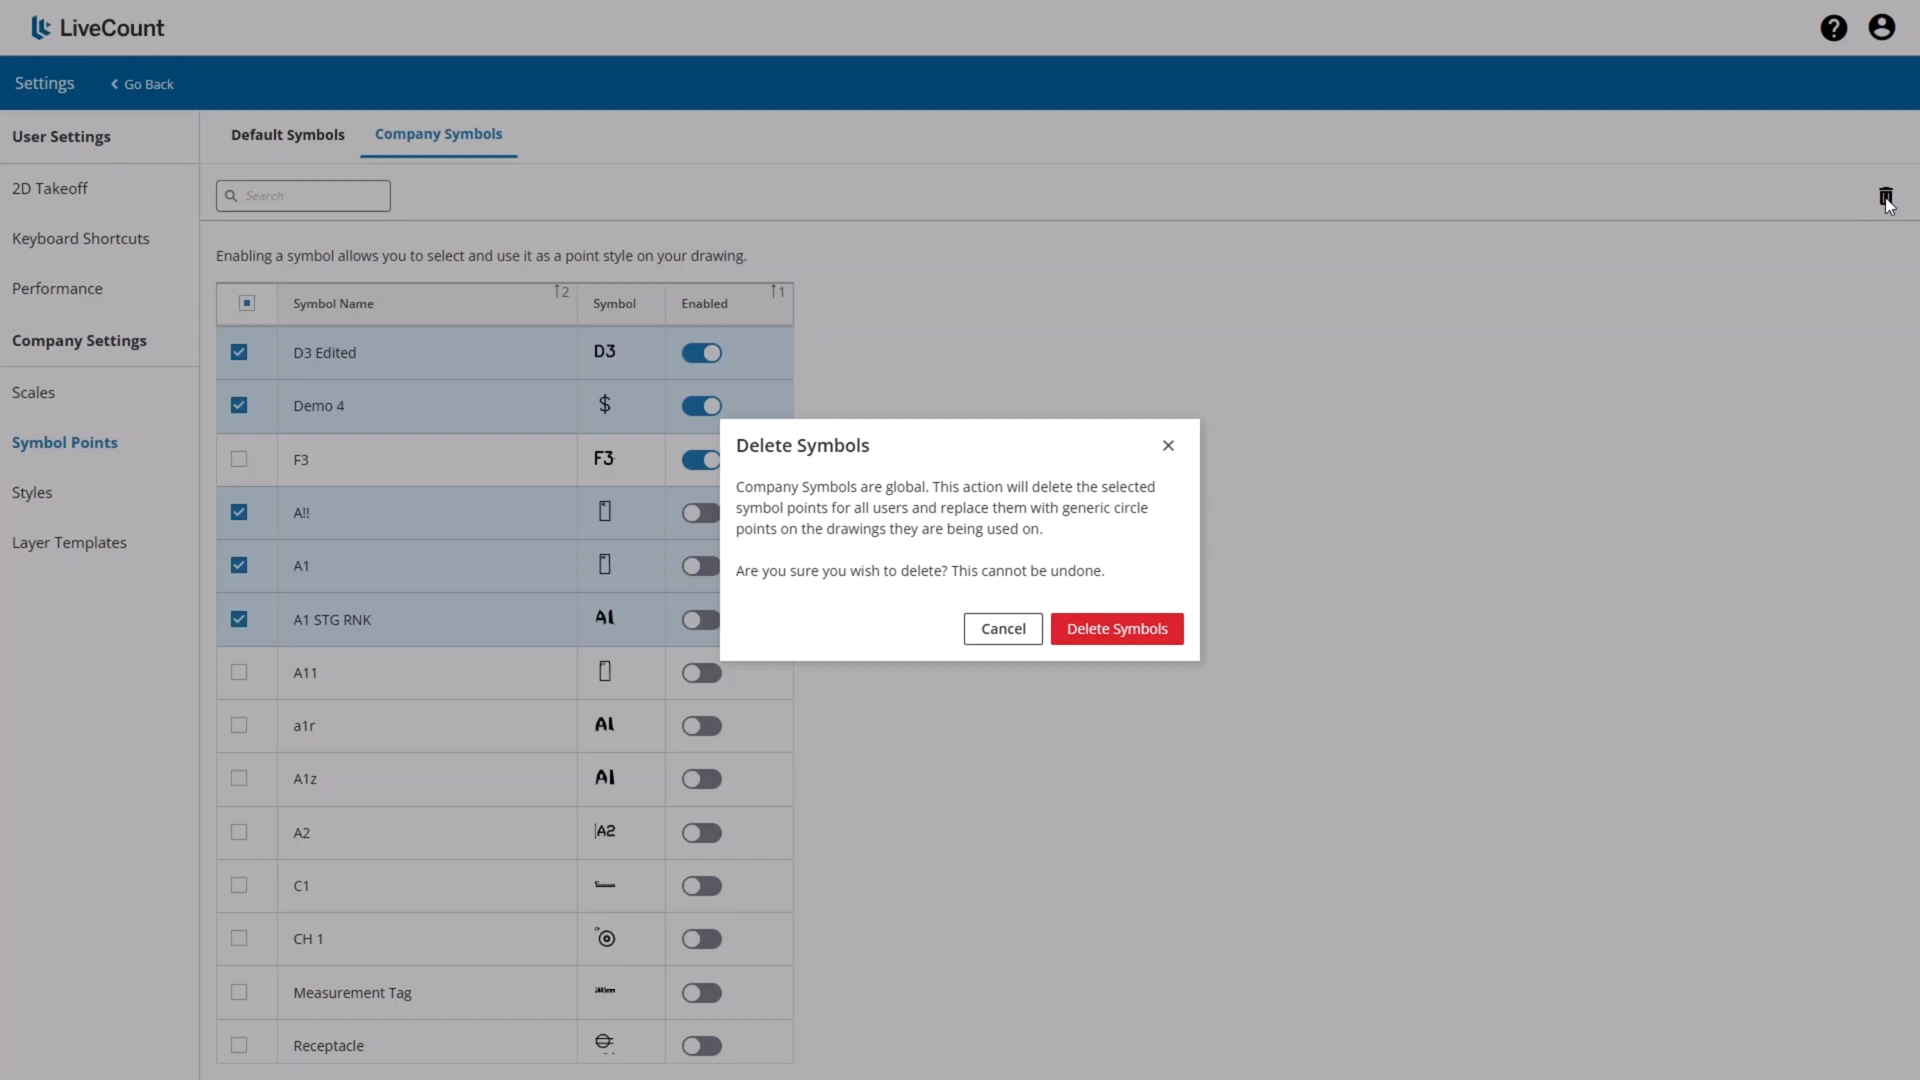 LiveCount
Settings
Go Back
User Settings
2D Takeoff
Keyboard Shortcuts
Performance
Company Settings
Scales
Symbol Points
Styles
Layer Templates
Default Symbols
Company Symbols
Search
Enabling a symbol allows you to select and use it as a point style on your drawing.
Symbol Name 2 Symbol Enabled 1
D3 Edited D3
Demo 4 $
F3 F3
A!!
A1
A1 STG RNK A1
A11
a1r A1
A1z A1
A2 A2
C1
CH 1
Measurement Tag
Receptacle
Delete Symbols
Company Symbols are global. This action will delete the selected
symbol points for all users and replace them with generic circle
points on the drawings they are being used on.
Are you sure you wish to delete? This cannot be undone.
Cancel
Delete Symbols